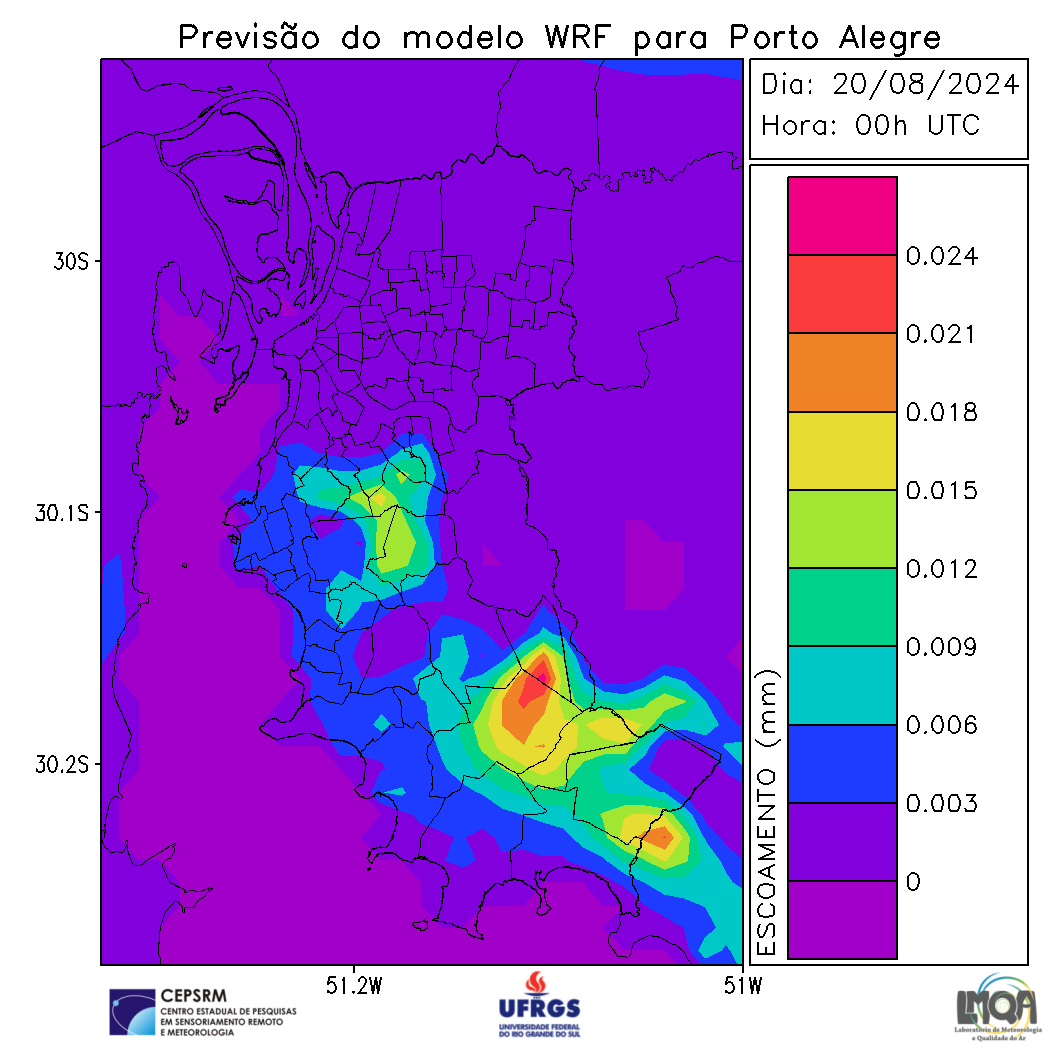 Previsão do modelo WRF para Porto Alegre
Dia: 20/08/2024
Hora: 00h UTC
30S
30.1S
30.2S
51.2W
51W
ESCOAMENTO (mm)
0.024
0.021
0.018
0.015
0.012
0.009
0.006
0.003
0
CEPSRM
CENTRO ESTADUAL DE PESQUISAS
EM SENSORIAMENTO REMOTO
E METEOROLOGIA
UFRGS
UNIVERSIDADE FEDERAL
DO RIO GRANDE DO SUL
LMQA
Laboratório de Meteorologia
e Qualidade do Ar